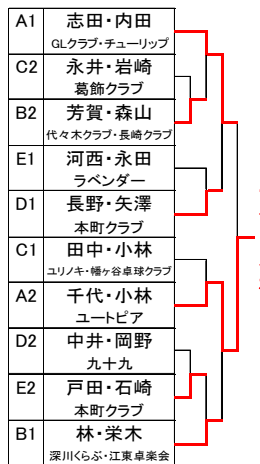 A1 志田・内田
GLクラブ・チューリップ
C2 永井・岩崎
葛飾クラブ
B2 芳賀・森山
代々木クラブ・長崎クラブ
E1 河西・永田
ラベンダー
D1 長野・矢澤
本町クラブ
C1 田中・小林
ユリノキ・幡ヶ谷卓球クラブ
A2 千代・小林
ユートピア
D2 中井・岡野
九十九
E2 戸田・石崎
本町クラブ
B1 林・栄木
深川くらぶ・江東卓楽会